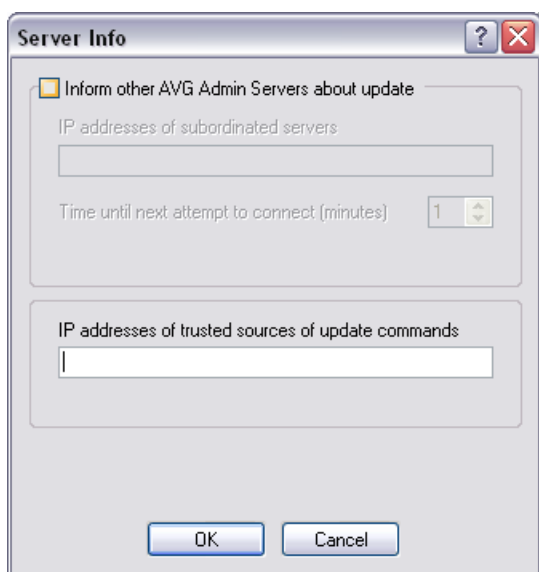 Server Info
?
Inform other AVG Admin Servers about update
IP addresses of subordinated servers
Time until next attempt to connect (minutes)
1
IP addresses of trusted sources of update commands
OK
Cancel